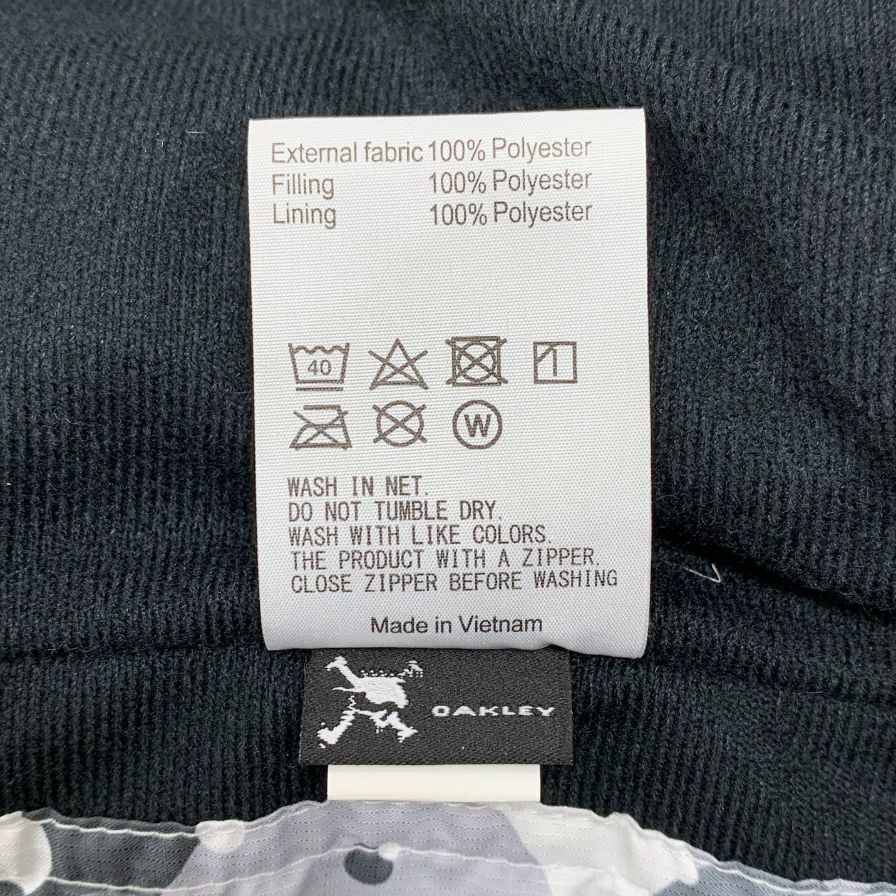 External fabric 100% Polyester
Filling 100% Polyester
Lining 100% Polyester
40
W
WASH IN NET.
DO NOT TUMBLE DRY.
WASH WITH LIKE COLORS.
THE PRODUCT WITH A ZIPPER.
CLOSE ZIPPER BEFORE WASHING
Made in Vietnam
OAKLEY